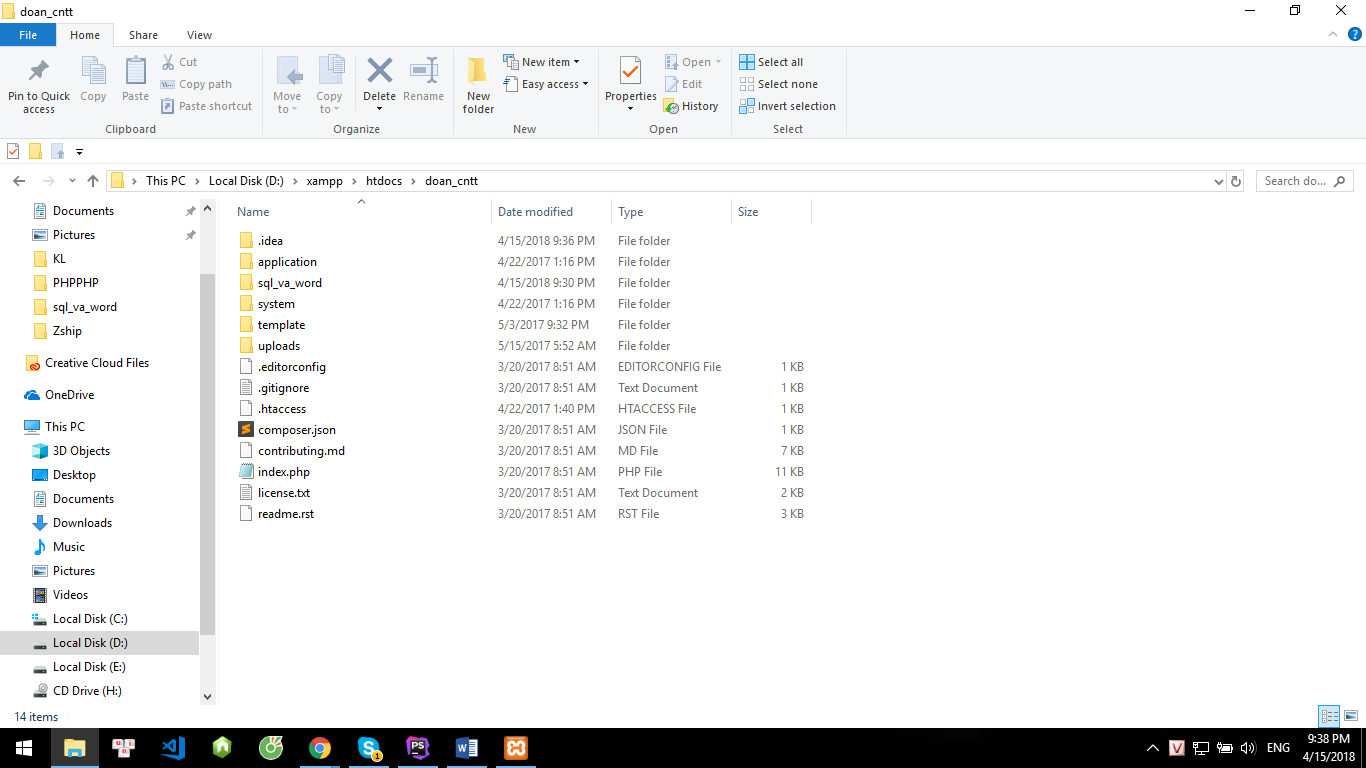 doan_cntt
File Home Share View
Pin to Quick access
Copy
Paste
Cut
Copy path
Paste shortcut
Clipboard
Move to
Copy to
Delete
Rename
Organize
New folder
New item
Easy access
New
Properties
Open
Edit
History
Open
Select all
Select none
Invert selection
Select
This PC > Local Disk (D:) > xampp > htdocs > doan_cntt
Search do...
Documents
Pictures
KL
PHPPHP
sql_va_word
Zship
Creative Cloud Files
OneDrive
This PC
3D Objects
Desktop
Documents
Downloads
Music
Pictures
Videos
Local Disk (C:)
Local Disk (D:)
Local Disk (E:)
CD Drive (H:)
Name Date modified Type Size
.idea 4/15/2018 9:36 PM File folder
application 4/22/2017 1:16 PM File folder
sql_va_word 4/15/2018 9:30 PM File folder
system 4/22/2017 1:16 PM File folder
template 5/3/2017 9:32 PM File folder
uploads 5/15/2017 5:52 AM File folder
.editorconfig 3/20/2017 8:51 AM EDITORCONFIG File 1 KB
.gitignore 3/20/2017 8:51 AM Text Document 1 KB
.htaccess 4/22/2017 1:40 PM HTACCESS File 1 KB
composer.json 3/20/2017 8:51 AM JSON File 1 KB
contributing.md 3/20/2017 8:51 AM MD File 7 KB
index.php 3/20/2017 8:51 AM PHP File 11 KB
license.txt 3/20/2017 8:51 AM Text Document 2 KB
readme.rst 3/20/2017 8:51 AM RST File 3 KB
14 items
PS
1
V
ENG
9:38 PM
4/15/2018